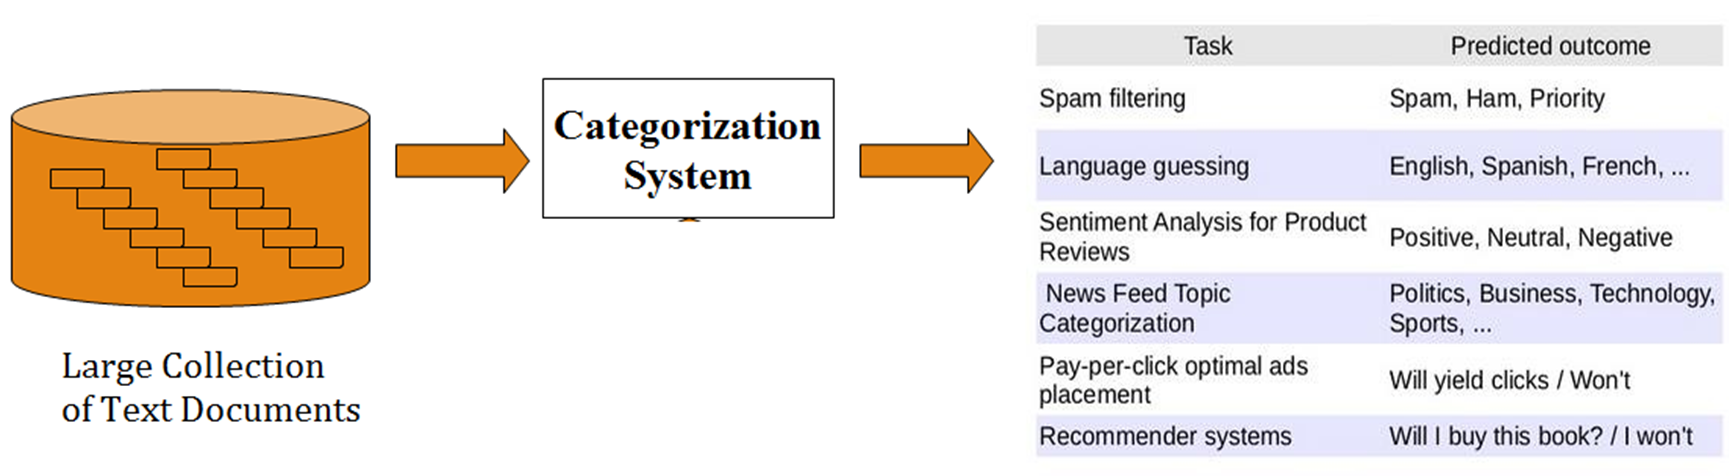 Large Collection
of Text Documents
Categorization
System
Task Predicted outcome
Spam filtering Spam, Ham, Priority
Language guessing English, Spanish, French, ...
Sentiment Analysis for Product
Reviews
Positive, Neutral, Negative
News Feed Topic
Categorization
Politics, Business, Technology,
Sports, ...
Pay-per-click optimal ads
placement
Will yield clicks / Won't
Recommender systems Will I buy this book? / I won't